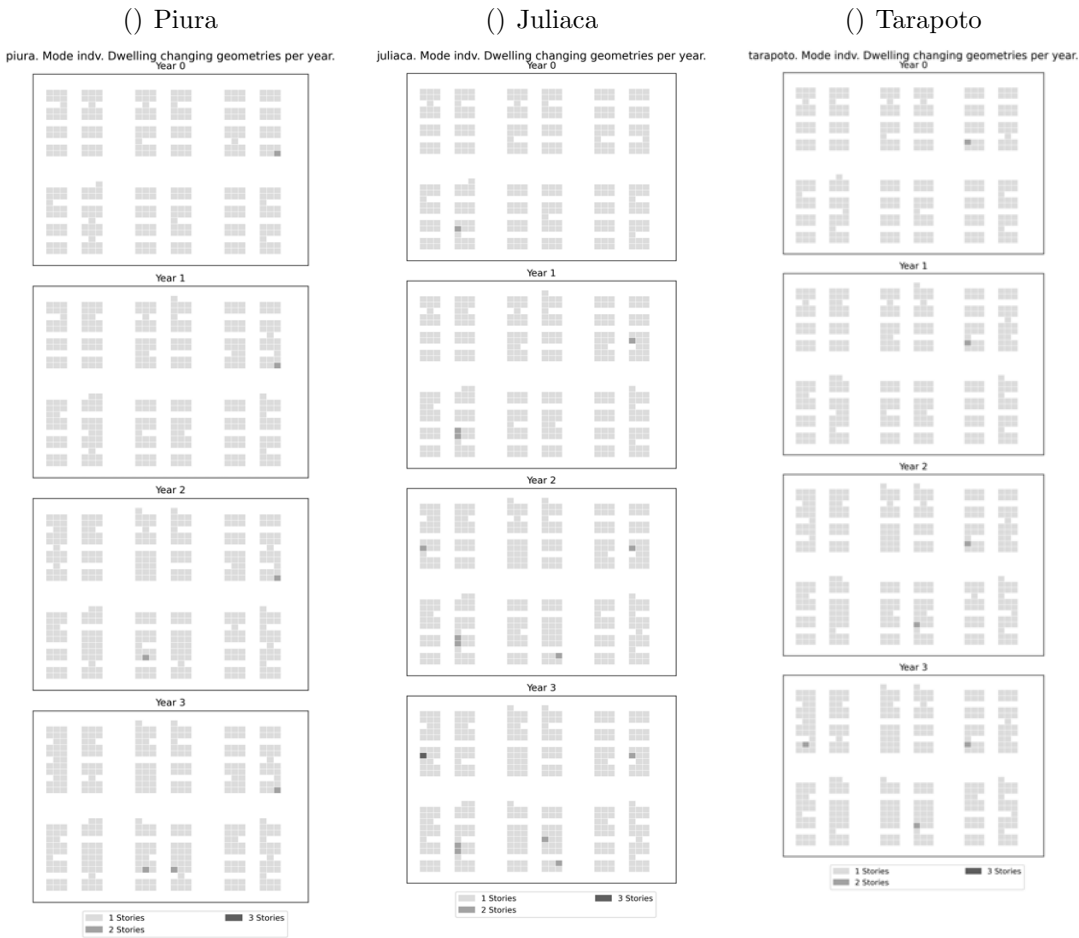 () Piura
piura. Mode indv. Dwelling changing geometries per year.
Year 0
Year 1
Year 2
Year 3
1 Stories
2 Stories
3 Stories
() Juliaca
juliaca. Mode indv. Dwelling changing geometries per year.
Year 0
Year 1
Year 2
Year 3
1 Stories
2 Stories
3 Stories
() Tarapoto
tarapoto. Mode indv. Dwelling changing geometries per year.
Year 0
Year 1
Year 2
Year 3
1 Stories
2 Stories
3 Stories